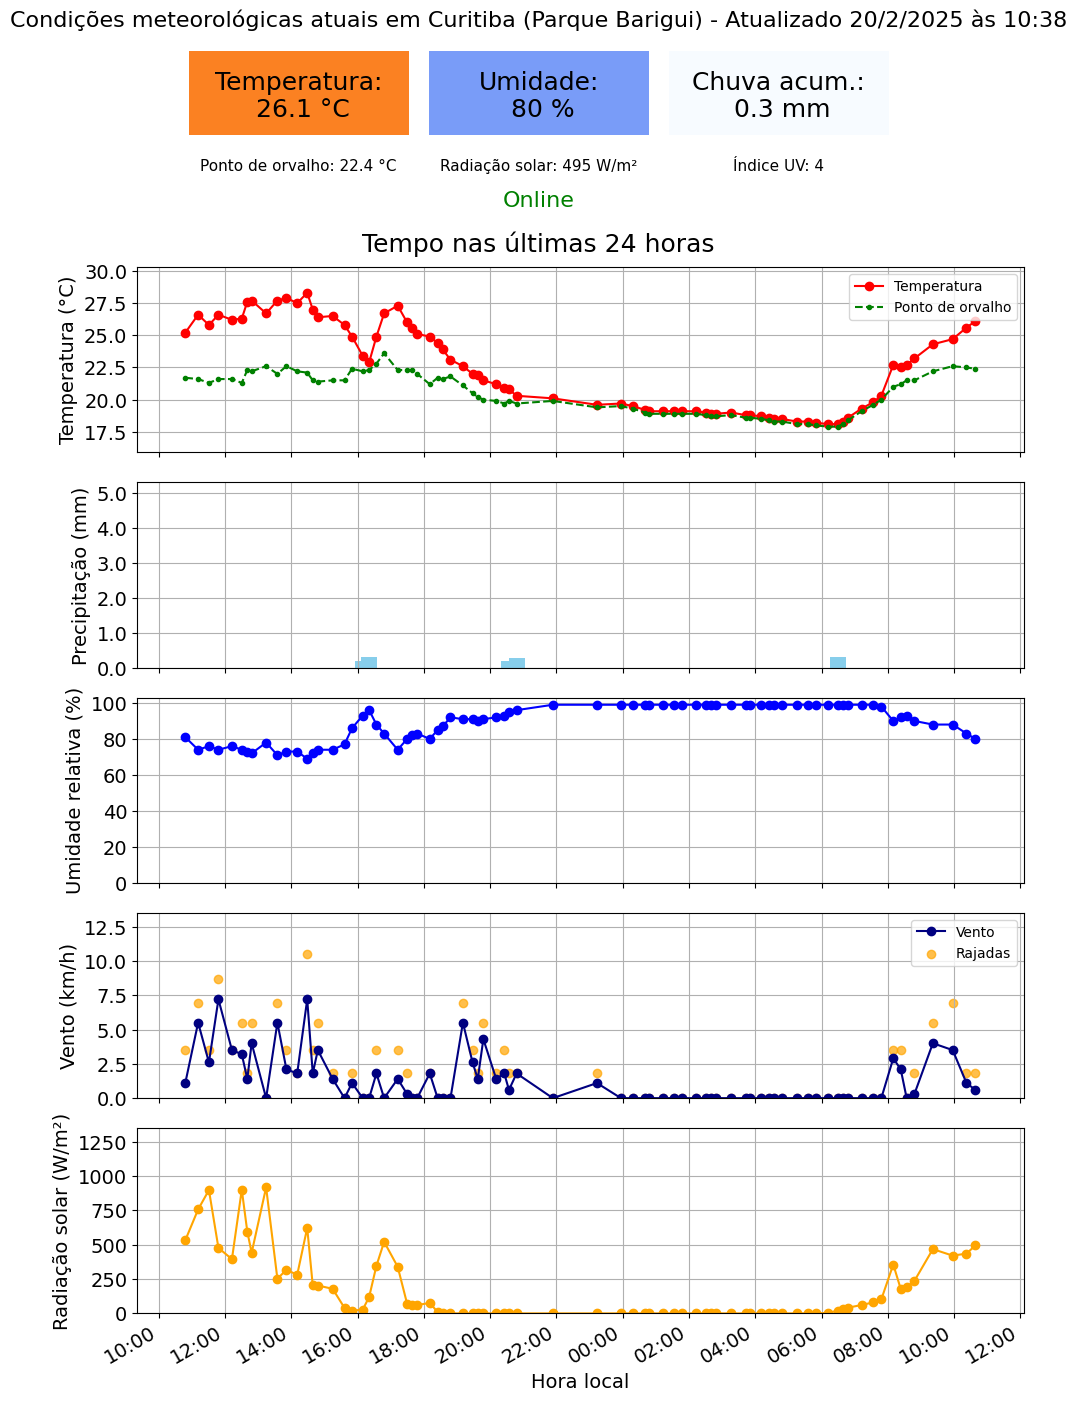 Condições meteorológicas atuais em Curitiba (Parque Barigui) - Atualizado 20/2/2025 às 10:38
Temperatura:
26.1 °C
Umidade:
80 %
Chuva acum.:
0.3 mm
Ponto de orvalho: 22.4 °C
Radiação solar: 495 W/m²
Índice UV: 4
Online
Tempo nas últimas 24 horas
Temperatura (°C)
30.0
27.5
25.0
22.5
20.0
17.5
Temperatura
Ponto de orvalho
Precipitação (mm)
5.0
4.0
3.0
2.0
1.0
0.0
Umidade relativa (%)
100
80
60
40
20
0
Vento (km/h)
12.5
10.0
7.5
5.0
2.5
0.0
Vento
Rajadas
Radiação solar (W/m²)
1250
1000
750
500
250
0
10:00
12:00
14:00
16:00
18:00
20:00
22:00
00:00
02:00
04:00
06:00
08:00
10:00
12:00
Hora local